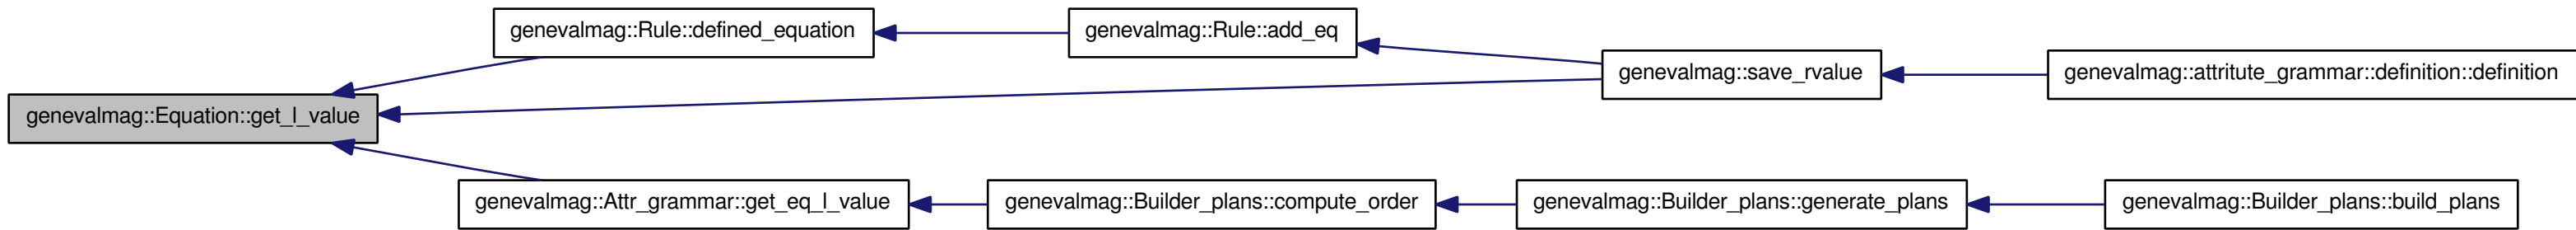 genevalmag::Rule::defined_equation
genevalmag::Rule::add_eq
genevalmag::save_rvalue
genevalmag::attritute_grammar::definition::definition
genevalmag::Equation::get_l_value
genevalmag::Attr_grammar::get_eq_l_value
genevalmag::Builder_plans::compute_order
genevalmag::Builder_plans::generate_plans
genevalmag::Builder_plans::build_plans